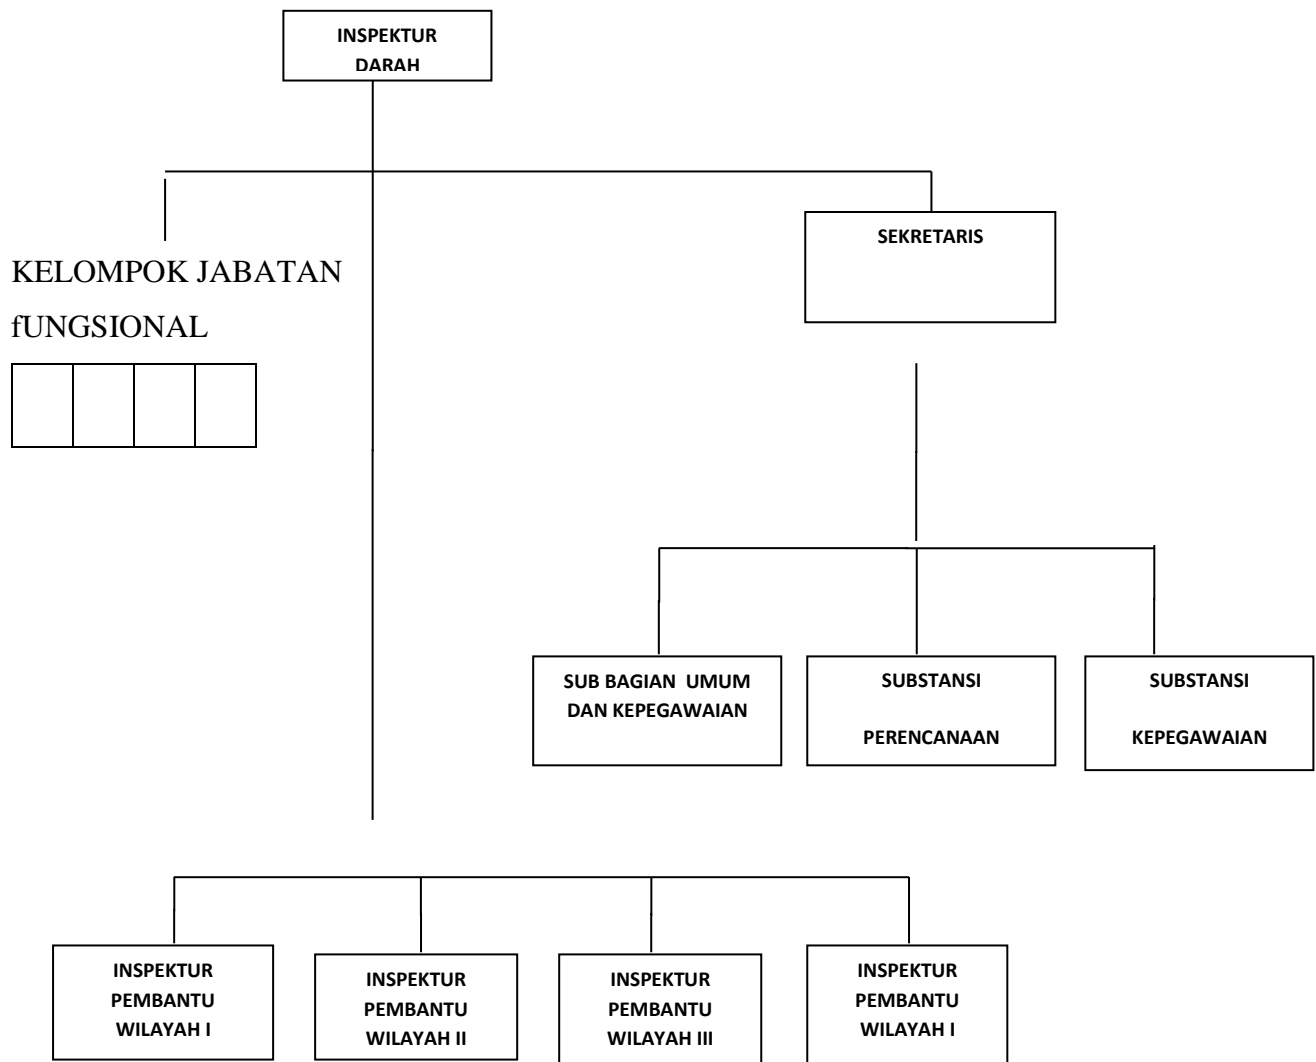 INSPEKTUR
DARAH
SEKRETARIS
KELOMPOK JABATAN
fUNGSIONAL
SUB BAGIAN UMUM
DAN KEPEGAWAIAN
SUBSTANSI
PERENCANAAN
SUBSTANSI
KEPEGAWAIAN
INSPEKTUR
PEMBANTU
WILAYAH I
INSPEKTUR
PEMBANTU
WILAYAH II
INSPEKTUR
PEMBANTU
WILAYAH III
INSPEKTUR
PEMBANTU
WILAYAH I